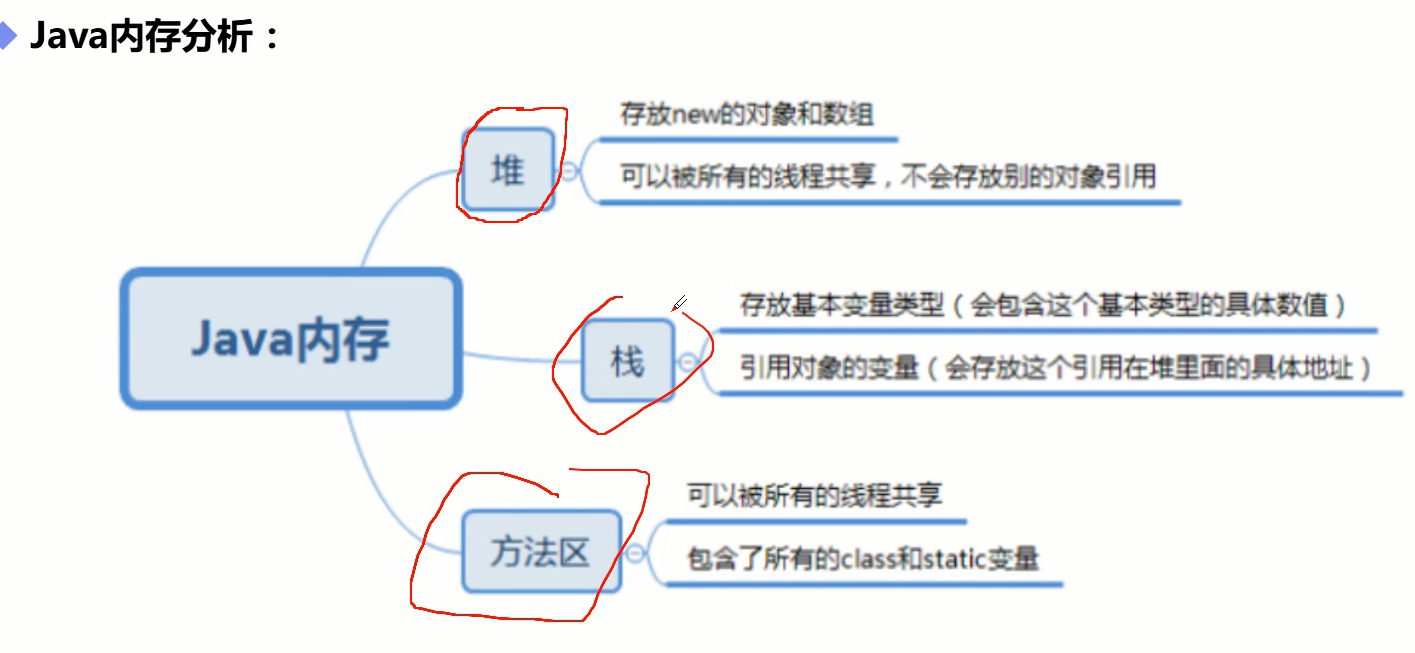 Java内存分析：
堆
存放new的对象和数组
可以被所有的线程共享，不会存放别的对象引用
Java内存
栈
存放基本变量类型（会包含这个基本类型的具体数值）
引用对象的变量（会存放这个引用在堆里面的具体地址）
方法区
可以被所有的线程共享
包含了所有的class和static变量